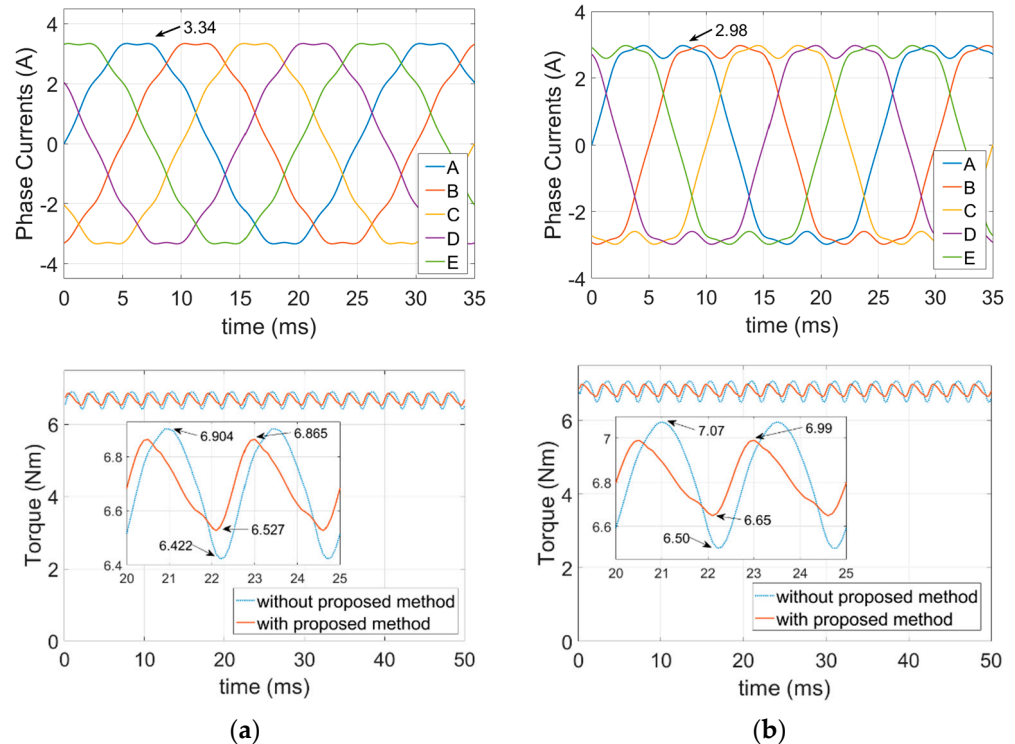 4
2
0
-2
-4
Phase Currents (A)
3.34
A
B
C
D
E
0 5 10 15 20 25 30 35
time (ms)
4
2
0
-2
-4
Phase Currents (A)
2.98
A
B
C
D
E
0 5 10 15 20 25 30 35
time (ms)
6
4
2
0
Torque (Nm)
6.8
6.6
6.4
6.904
6.865
6.527
6.422
20 21 22 23 24 25
without proposed method
with proposed method
0 10 20 30 40 50
time (ms)
(a)
6
4
2
0
Torque (Nm)
7
6.8
6.6
7.07
6.99
6.65
6.50
20 21 22 23 24 25
without proposed method
with proposed method
0 10 20 30 40 50
time (ms)
(b)